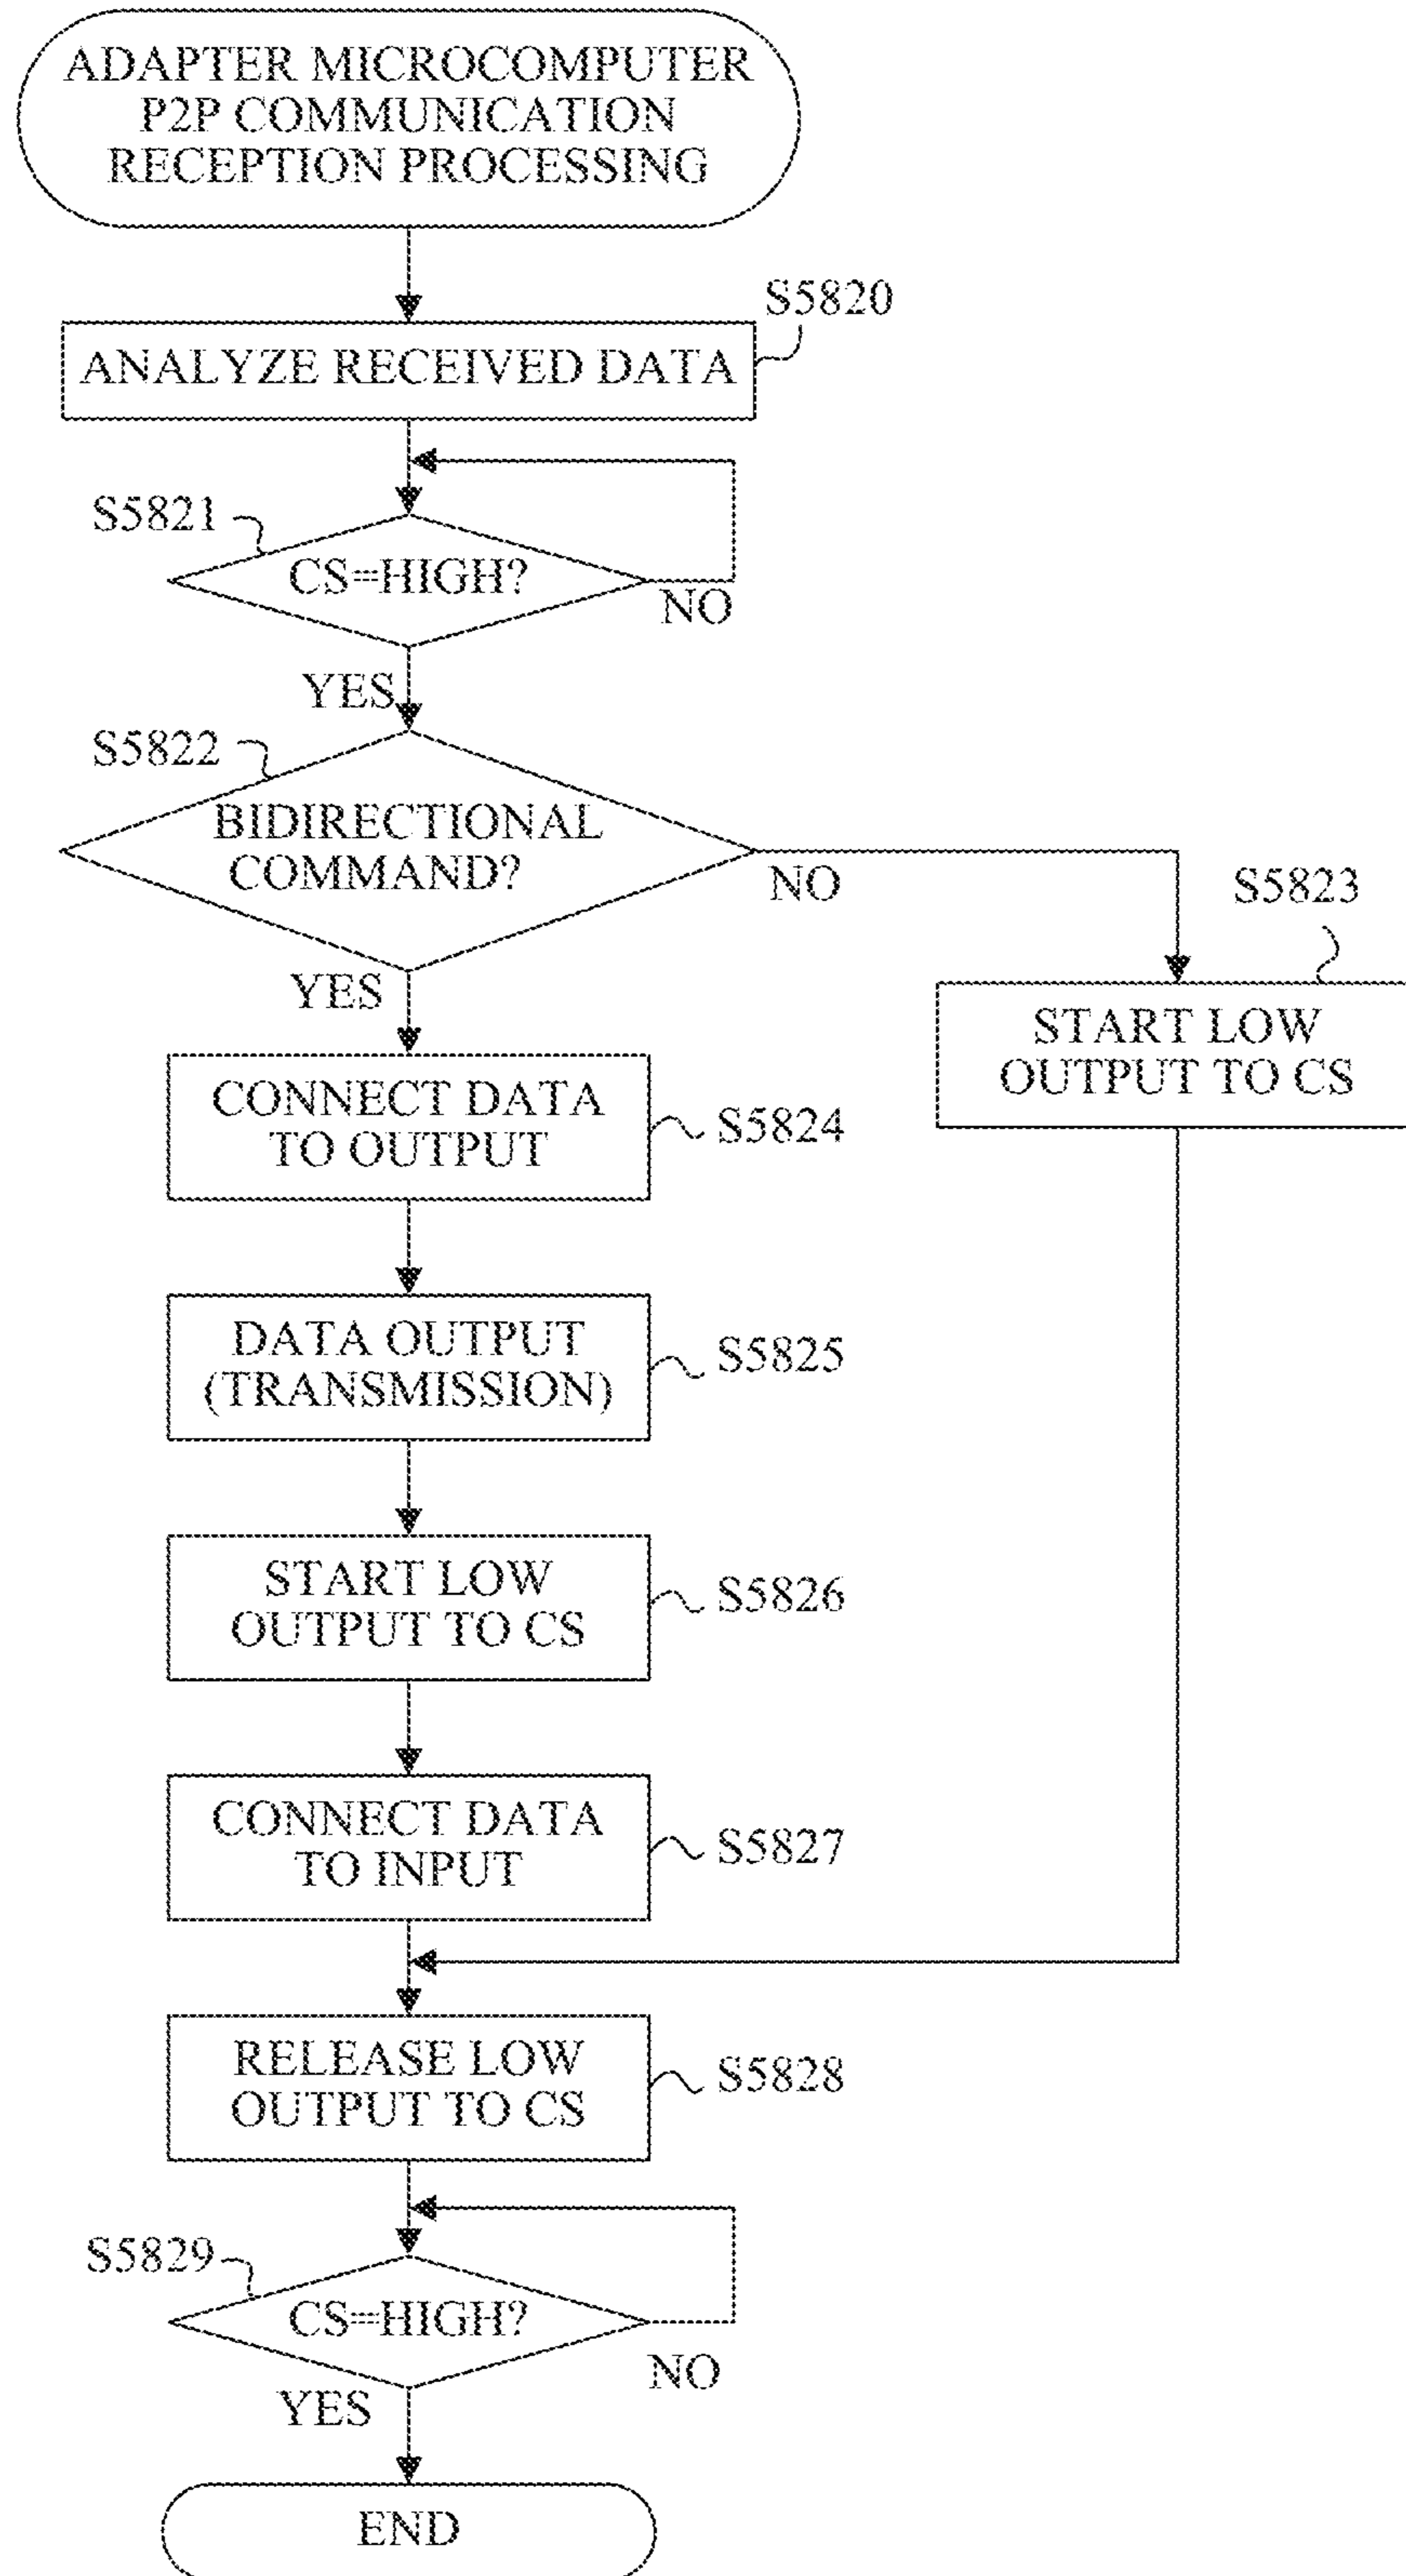 ADAPTER MICROCOMPUTER
P2P COMMUNICATION
RECEPTION PROCESSING
S5820
ANALYZE RECEIVED DATA
S5821
CS=HIGH?
NO
YES
S5822
BIDIRECTIONAL
COMMAND?
NO
S5823
YES
START LOW
OUTPUT TO CS
CONNECT DATA
TO OUTPUT
S5824
DATA OUTPUT
(TRANSMISSION)
S5825
START LOW
OUTPUT TO CS
S5826
CONNECT DATA
TO INPUT
S5827
RELEASE LOW
OUTPUT TO CS
S5828
S5829
CS=HIGH?
NO
YES
END